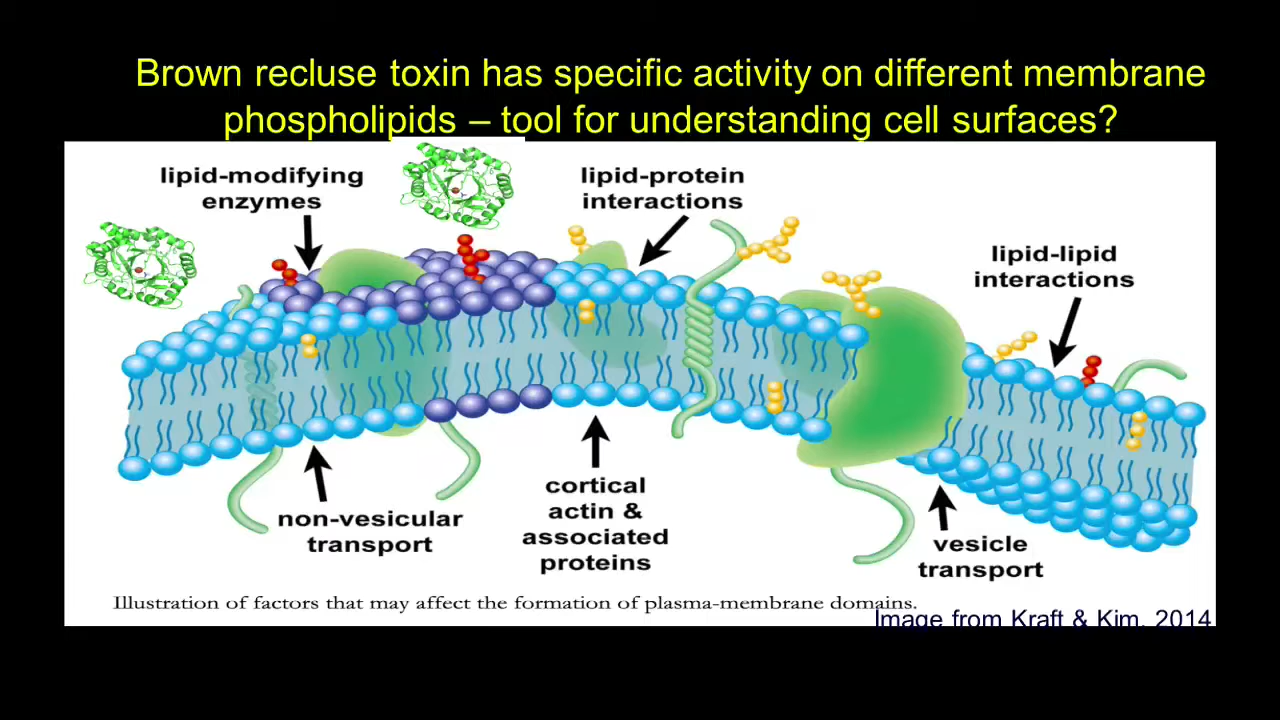 Brown recluse toxin has specific activity on different membrane
phospholipids – tool for understanding cell surfaces?
lipid-modifying
enzymes
lipid-protein
interactions
lipid-lipid
interactions
non-vesicular
transport
cortical
actin &
associated
proteins
vesicle
transport
Illustration of factors that may affect the formation of plasma-membrane domains.
Image from Kraft & Kim, 2014